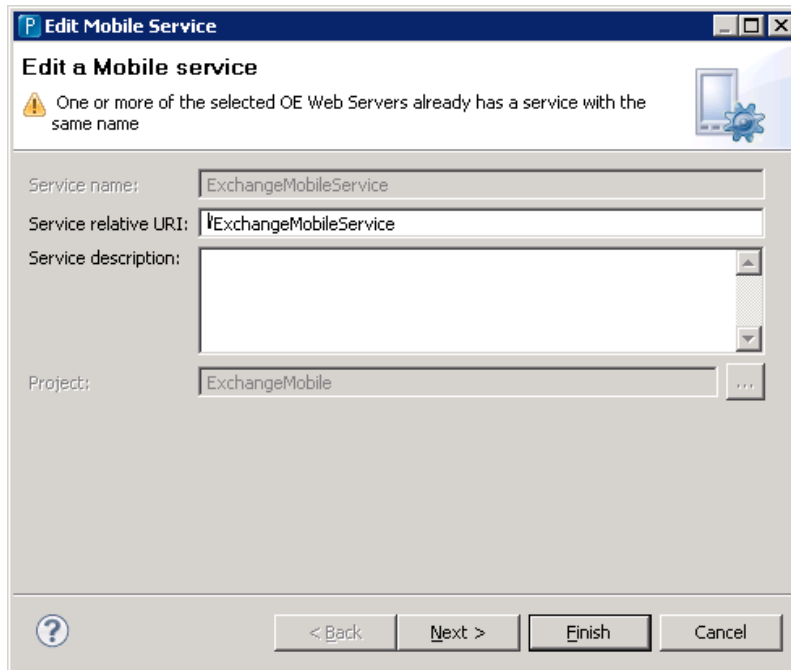 P Edit Mobile Service
Edit a Mobile service
One or more of the selected OE Web Servers already has a service with the
same name
Service name: ExchangeMobileService
Service relative URI: /ExchangeMobileService
Service description:
Project: ExchangeMobile ...
? < Back Next > Finish Cancel